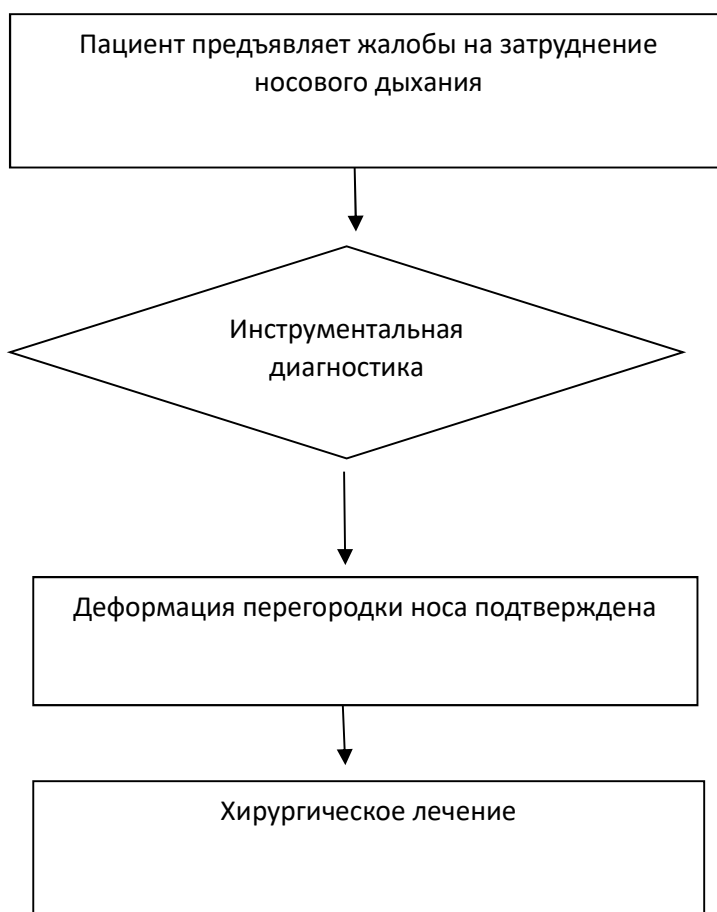 Пациент предъявляет жалобы на затруднение
носового дыхания
Инструментальная
диагностика
Деформация перегородки носа подтверждена
Хирургическое лечение